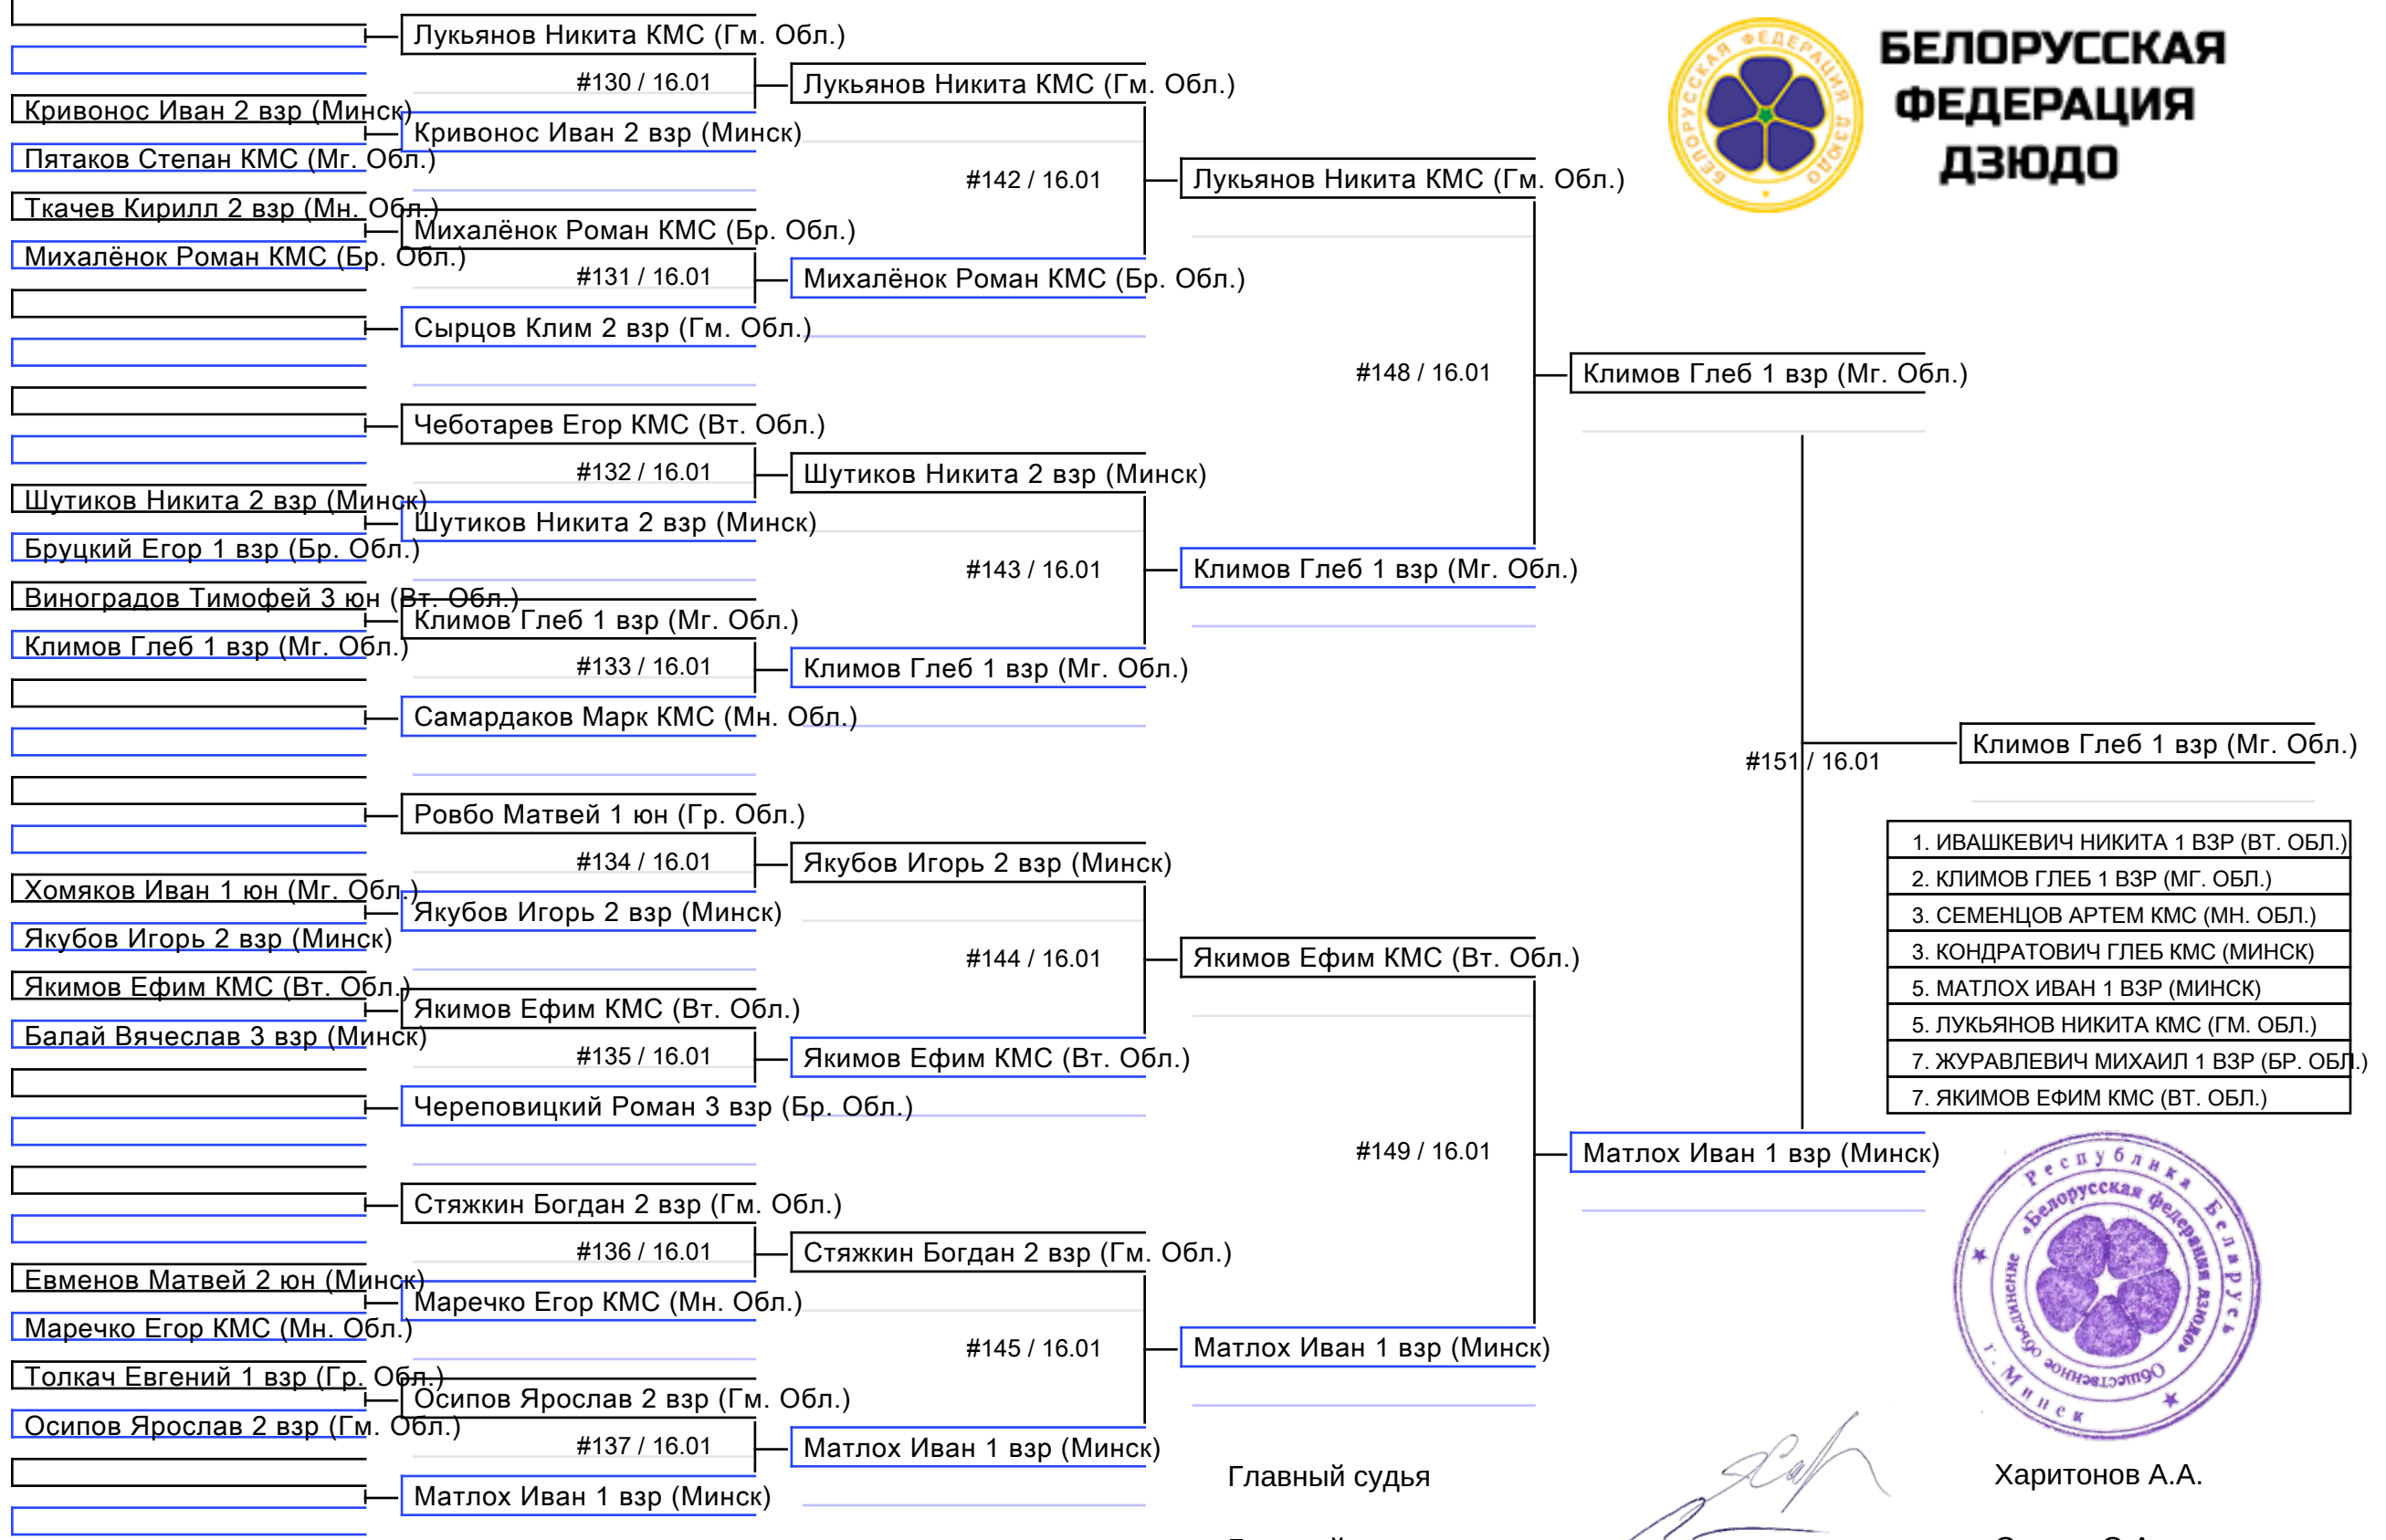 Кривонос Иван 2 взр (Минск)
Пятаков Степан КМС (Мг. Обл.)
Ткачев Кирилл 2 взр (Мн. Обл.)
Михалёнок Роман КМС (Бр. Обл.)
Шутиков Никита 2 взр (Минск)
Бруцкий Егор 1 взр (Бр. Обл.)
Виноградов Тимофей 3 юн (Вт. Обл.)
Климов Глеб 1 взр (Мг. Обл.)
Хомяков Иван 1 юн (Мг. Обл.)
Якубов Игорь 2 взр (Минск)
Якимов Ефим КМС (Вт. Обл.)
Балай Вячеслав 3 взр (Минск)
Евменов Матвей 2 юн (Минск)
Маречко Егор КМС (Мн. Обл.)
Толкач Евгений 1 взр (Гр. Обл.)
Осипов Ярослав 2 взр (Гм. Обл.)
Лукьянов Никита КМС (Гм. Обл.)
#130 / 16.01
Кривонос Иван 2 взр (Минск)
Михалёнок Роман КМС (Бр. Обл.)
#131 / 16.01
Сырцов Клим 2 взр (Гм. Обл.)
Чеботарев Егор КМС (Вт. Обл.)
#132 / 16.01
Шутиков Никита 2 взр (Минск)
Климов Глеб 1 взр (Мг. Обл.)
#133 / 16.01
Самардаков Марк КМС (Мн. Обл.)
Ровбо Матвей 1 юн (Гр. Обл.)
#134 / 16.01
Якубов Игорь 2 взр (Минск)
Якимов Ефим КМС (Вт. Обл.)
#135 / 16.01
Череповицкий Роман 3 взр (Бр. Обл.)
Стяжкин Богдан 2 взр (Гм. Обл.)
#136 / 16.01
Маречко Егор КМС (Мн. Обл.)
Осипов Ярослав 2 взр (Гм. Обл.)
#137 / 16.01
Матлох Иван 1 взр (Минск)
Лукьянов Никита КМС (Гм. Обл.)
#142 / 16.01
Михалёнок Роман КМС (Бр. Обл.)
Шутиков Никита 2 взр (Минск)
#143 / 16.01
Климов Глеб 1 взр (Мг. Обл.)
Якубов Игорь 2 взр (Минск)
#144 / 16.01
Якимов Ефим КМС (Вт. Обл.)
Стяжкин Богдан 2 взр (Гм. Обл.)
#145 / 16.01
Матлох Иван 1 взр (Минск)
Лукьянов Никита КМС (Гм. Обл.)
#148 / 16.01
Климов Глеб 1 взр (Мг. Обл.)
Якимов Ефим КМС (Вт. Обл.)
#149 / 16.01
Матлох Иван 1 взр (Минск)
Климов Глеб 1 взр (Мг. Обл.)
#151 / 16.01
Матлох Иван 1 взр (Минск)
Климов Глеб 1 взр (Мг. Обл.)
БЕЛОРУССКАЯ ФЕДЕРАЦИЯ ДЗЮДО
БЕЛОРУССКАЯ
ФЕДЕРАЦИЯ
ДЗЮДО
1. ИВАШКЕВИЧ НИКИТА 1 ВЗР (ВТ. ОБЛ.)
2. КЛИМОВ ГЛЕБ 1 ВЗР (МГ. ОБЛ.)
3. СЕМЕНЦОВ АРТЕМ КМС (МН. ОБЛ.)
3. КОНДРАТОВИЧ ГЛЕБ КМС (МИНСК)
5. МАТЛОХ ИВАН 1 ВЗР (МИНСК)
5. ЛУКЬЯНОВ НИКИТА КМС (ГМ. ОБЛ.)
7. ЖУРАВЛЕВИЧ МИХАИЛ 1 ВЗР (БР. ОБЛ.)
7. ЯКИМОВ ЕФИМ КМС (ВТ. ОБЛ.)
Республика Беларусь
г. Минск
Общественное объединение
«Белорусская федерация дзюдо»
Главный судья
Харитонов А.А.